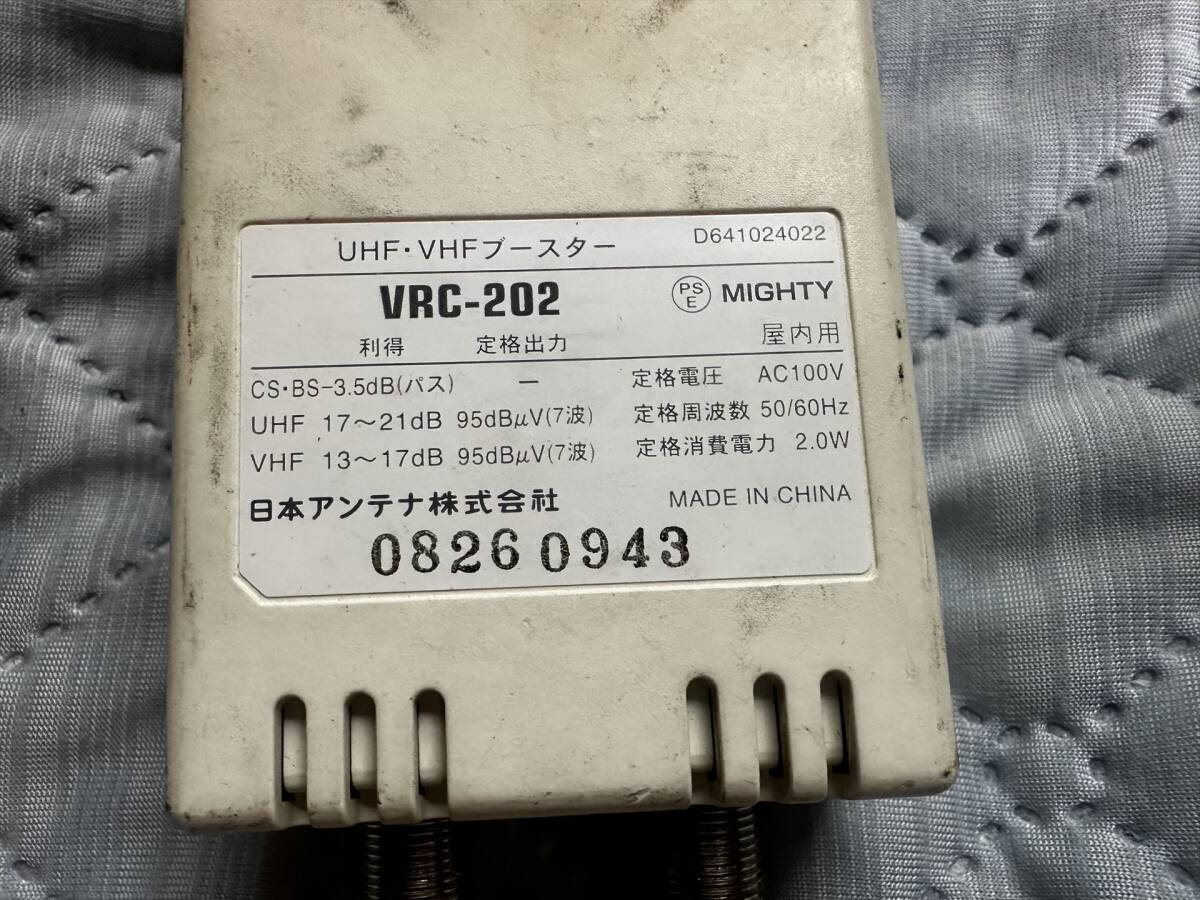 UHF・VHFブースター D641024022
VRC-202 PS E MIGHTY
利得 定格出力 屋内用
CS・BS-3.5dB(パス) — 定格電圧 AC100V
UHF 17～21dB 95dBμV(7波) 定格周波数 50/60Hz
VHF 13～17dB 95dBμV(7波) 定格消費電力 2.0W
日本アンテナ株式会社 MADE IN CHINA
08260943